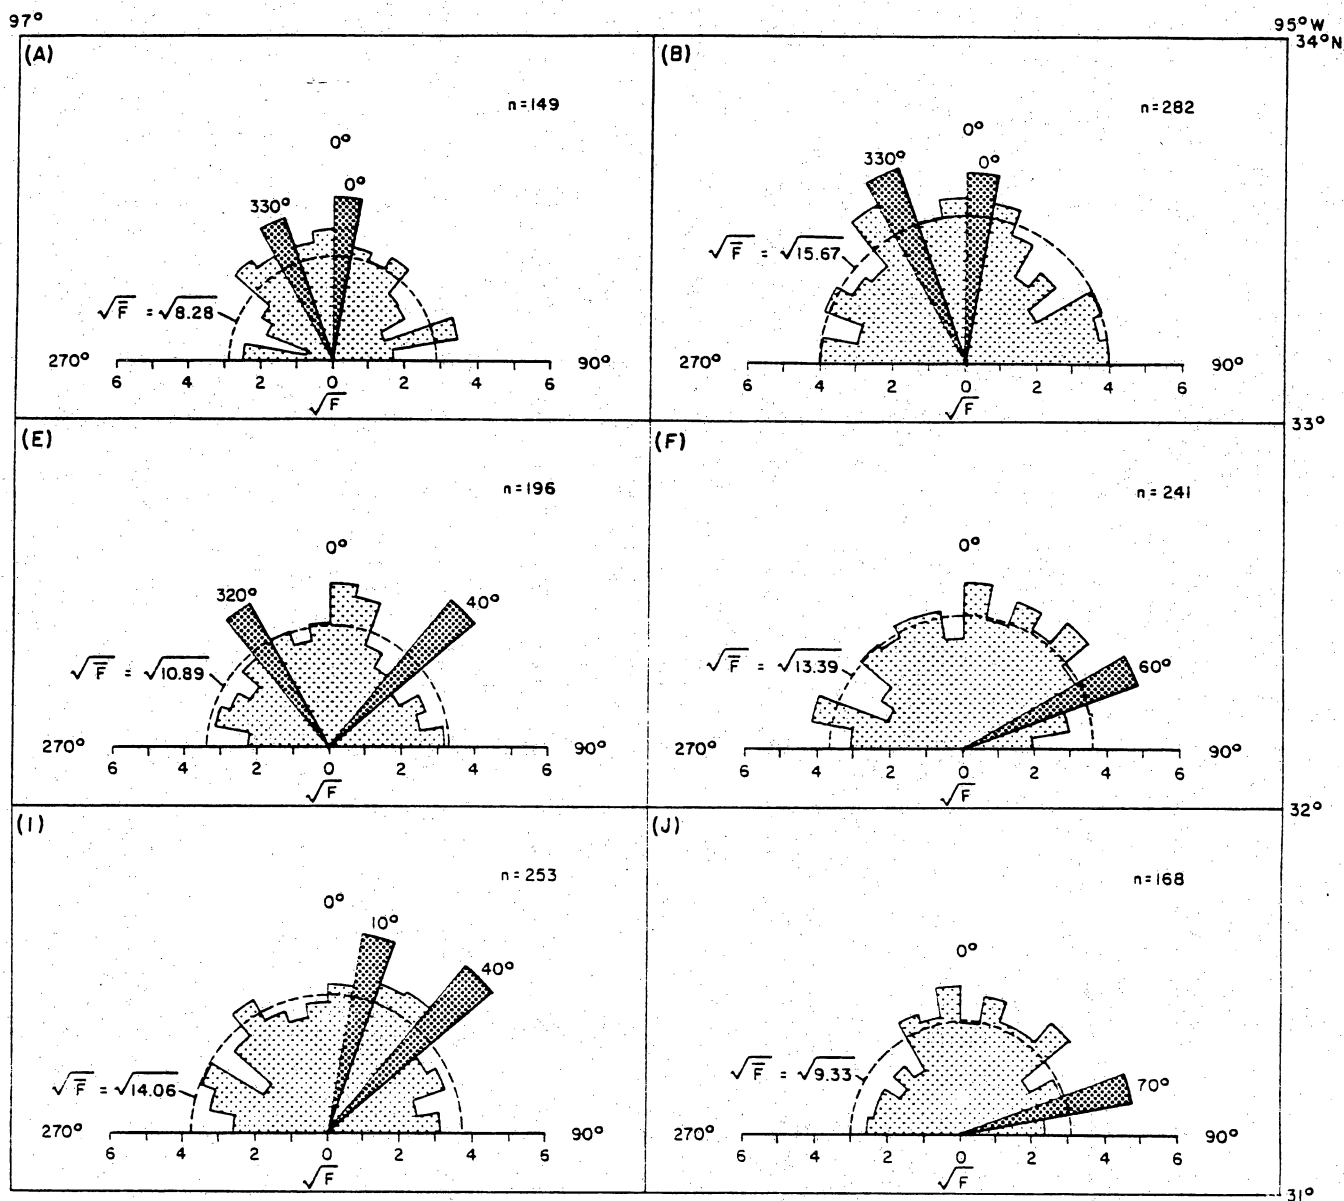 97° 95°W
34°N
(A) (B)
n=149 n=282
0° 0°
330° 0° 330° 0°
√F̅ = √8.28 √F̅ = √15.67
270° 90° 270° 90°
6 4 2 0 2 4 6 6 4 2 0 2 4 6
√F √F
33°
(E) (F)
n=196 n=241
0° 0°
320° 40° 60°
√F̅ = √10.89 √F̅ = √13.39
270° 90° 270° 90°
6 4 2 0 2 4 6 6 4 2 0 2 4 6
√F √F
32°
(I) (J)
n=253 n=168
0° 0°
10° 40° 70°
√F̅ = √14.06 √F̅ = √9.33
270° 90° 270° 90°
6 4 2 0 2 4 6 6 4 2 0 2 4 6
√F √F
31°